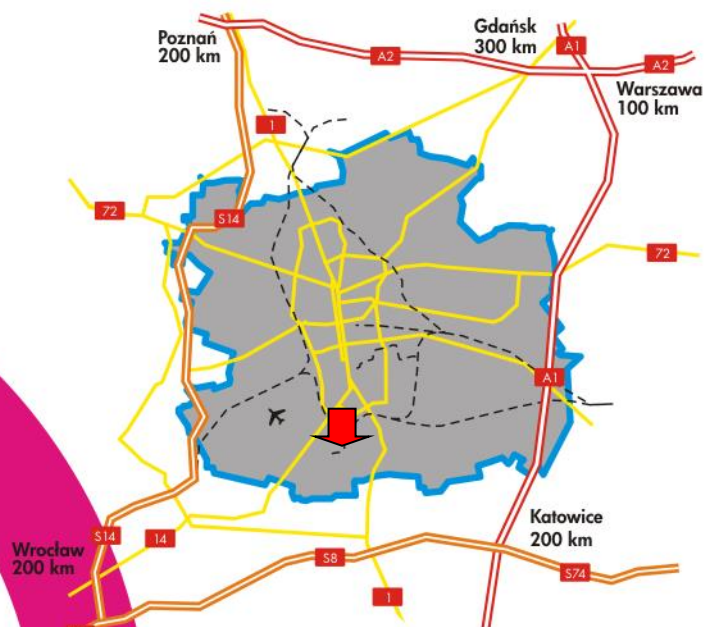 Poznań
200 km
Gdańsk
300 km
A1
A2
A2
Warszawa
100 km
1
72
S14
72
A1
Katowice
200 km
S14
14
Wrocław
200 km
S8
S74
1